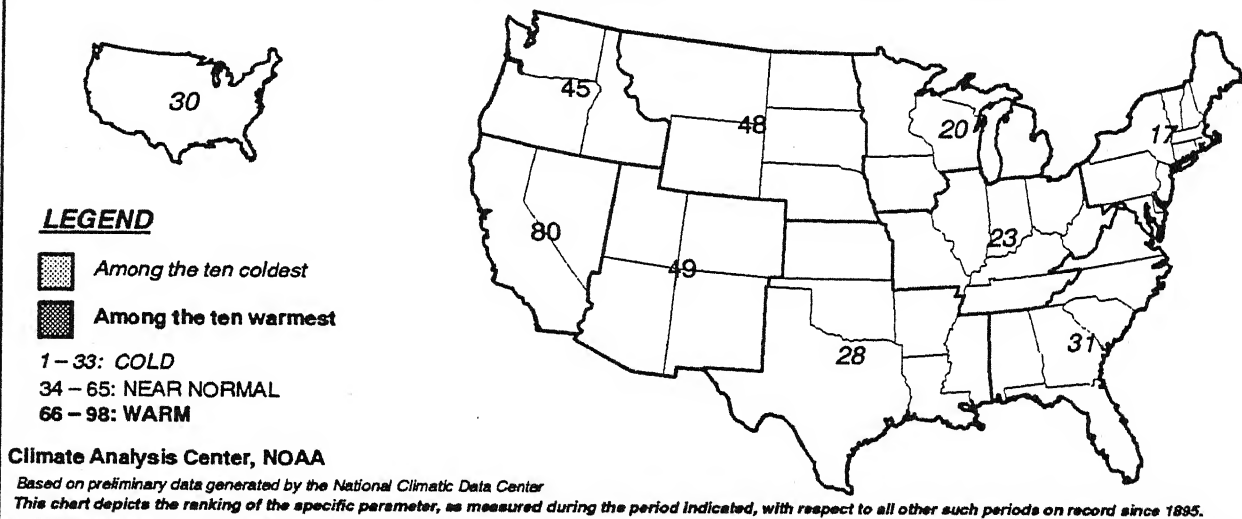 30
45
48
20
17
80
49
23
28
31
LEGEND
Among the ten coldest
Among the ten warmest
1 – 33: COLD
34 – 65: NEAR NORMAL
66 – 98: WARM
Climate Analysis Center, NOAA
Based on preliminary data generated by the National Climatic Data Center
This chart depicts the ranking of the specific parameter, as measured during the period indicated, with respect to all other such periods on record since 1895.